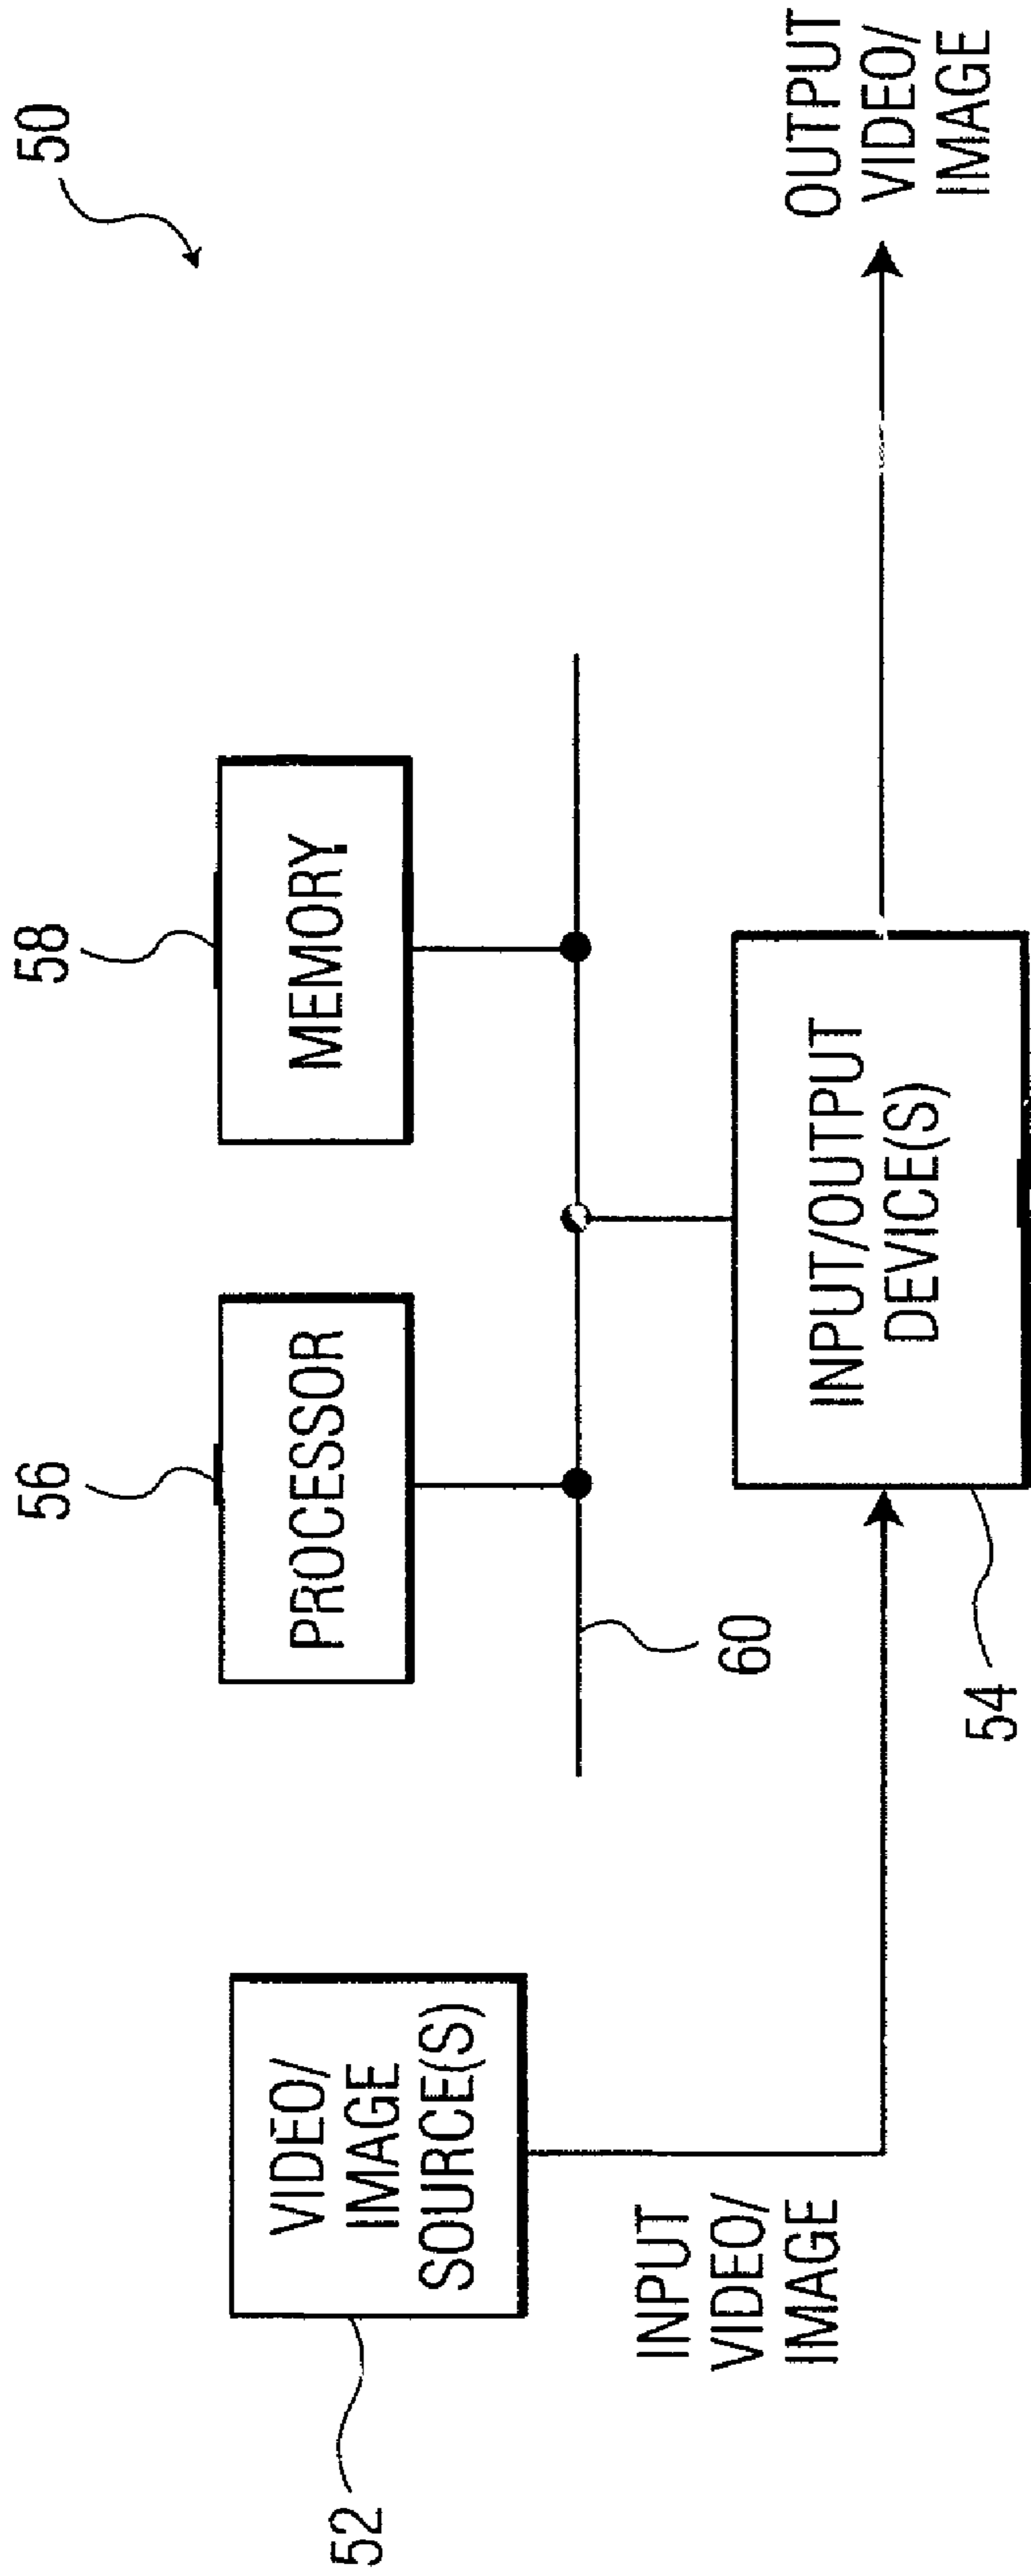 50
58
MEMORY
56
PROCESSOR
60
52
VIDEO/
IMAGE
SOURCE(S)
INPUT
VIDEO/
IMAGE
54
INPUT/OUTPUT
DEVICE(S)
OUTPUT
VIDEO/
IMAGE